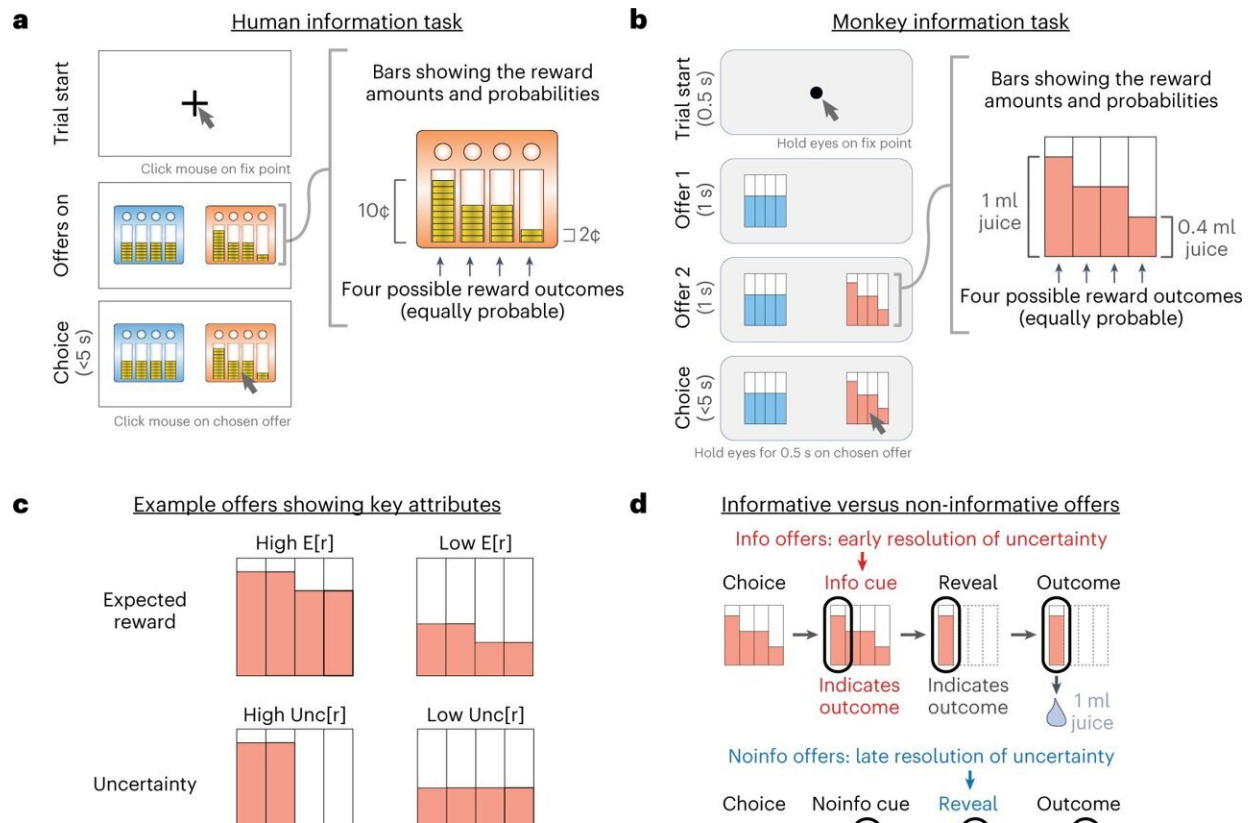 a
Human information task
Trial start
Click mouse on fix point
Offers on
Choice
(<5 s)
Click mouse on chosen offer
Bars showing the reward
amounts and probabilities
10¢
2¢
Four possible reward outcomes
(equally probable)
b
Monkey information task
Trial start
(0.5 s)
Hold eyes on fix point
Offer 1
(1 s)
Offer 2
(1 s)
Choice
(<5 s)
Hold eyes for 0.5 s on chosen offer
Bars showing the reward
amounts and probabilities
1 ml
juice
0.4 ml
juice
Four possible reward outcomes
(equally probable)
c
Example offers showing key attributes
High E[r]
Low E[r]
Expected
reward
High Unc[r]
Low Unc[r]
Uncertainty
d
Informative versus non-informative offers
Info offers: early resolution of uncertainty
Choice
Info cue
Reveal
Outcome
Indicates
outcome
Indicates
outcome
1 ml
juice
Noinfo offers: late resolution of uncertainty
Choice
Noinfo cue
Reveal
Outcome